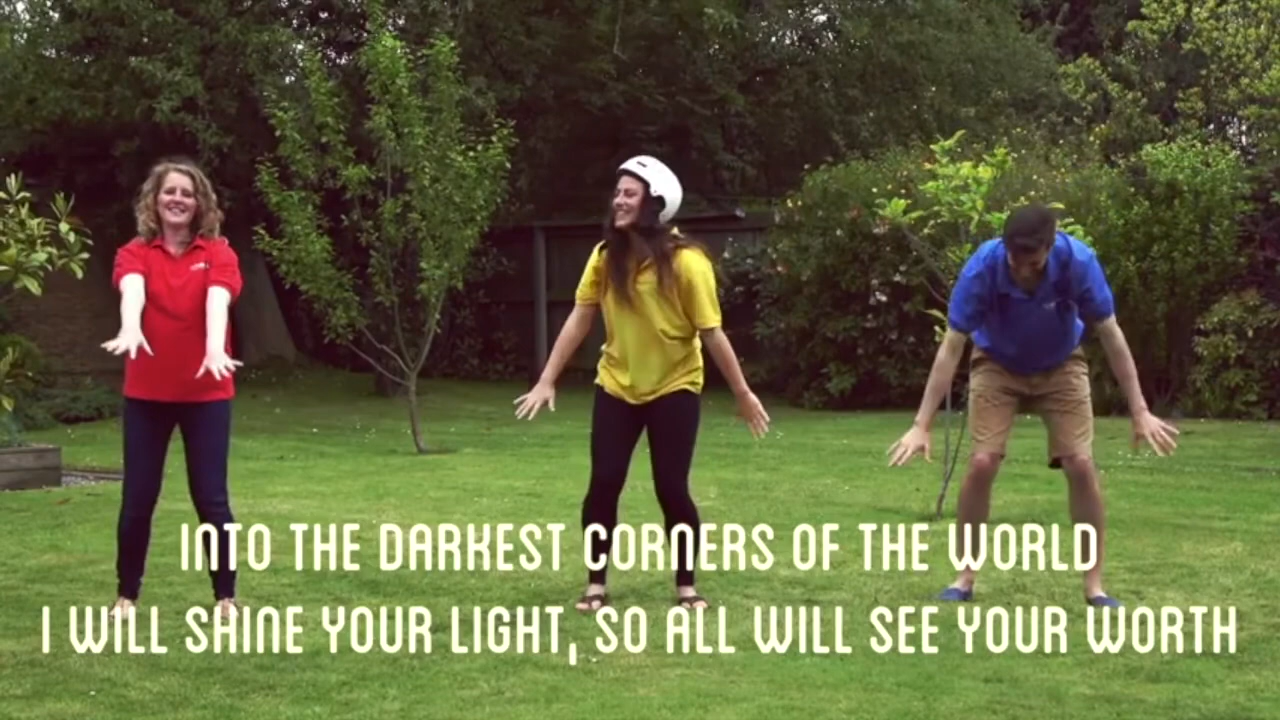 INTO THE DARKEST CORNERS OF THE WORLD
I WILL SHINE YOUR LIGHT, SO ALL WILL SEE YOUR WORTH